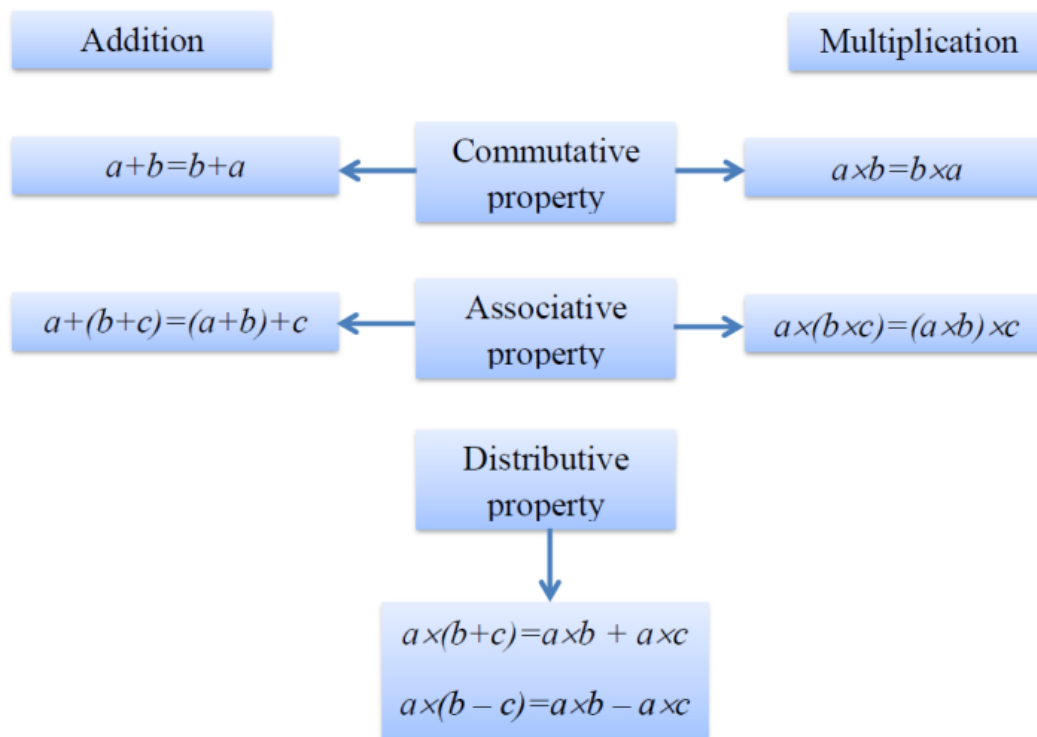 Addition
Multiplication
a+b=b+a
Commutative
property
a×b=b×a
a+(b+c)=(a+b)+c
Associative
property
a×(b×c)=(a×b)×c
Distributive
property
a×(b+c)=a×b + a×c
a×(b – c)=a×b – a×c